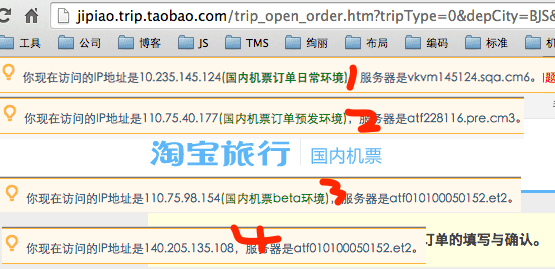 jipiao.trip.taobao.com/trip_open_order.htm?tripType=0&depCity=BJS&
工具 公司 博客 JS TMS 绚丽 布局 编码 标准
你现在访问的IP地址是10.235.145.124(国内机票订单日常环境)，服务器是vkvm145124.sqa.cm6。
1
你现在访问的IP地址是110.75.40.177(国内机票订单预发环境)，服务器是atf228116.pre.cm3。
2
淘宝旅行 国内机票
你现在访问的IP地址是110.75.98.154(国内机票beta环境)，服务器是atf010100050152.et2。
3
订单的填写与确认。
你现在访问的IP地址是140.205.135.108，服务器是atf010100050152.et2。
4